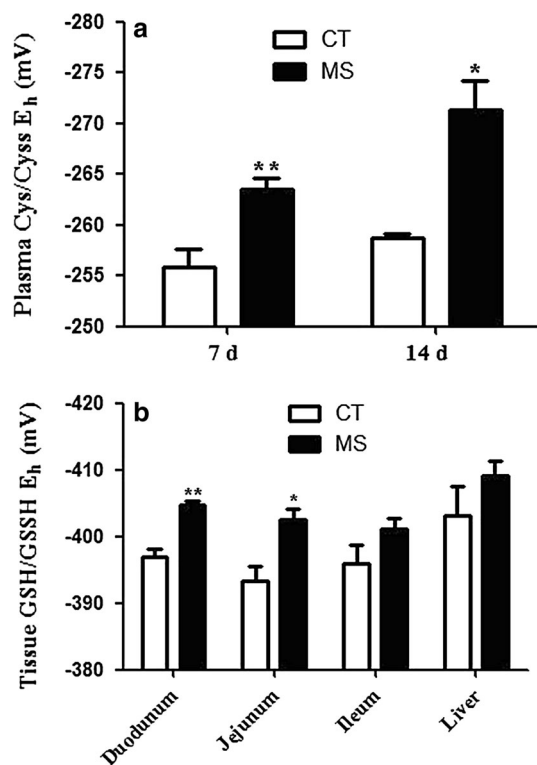 a
CT
MS
Plasma Cys/Cyss Eh (mV)
-280
-275
-270
-265
-260
-255
-250
**
*
7 d
14 d
b
CT
MS
Tissue GSH/GSSH Eh (mV)
-420
-410
-400
-390
-380
**
*
Duodunum
Jejunum
Ileum
Liver